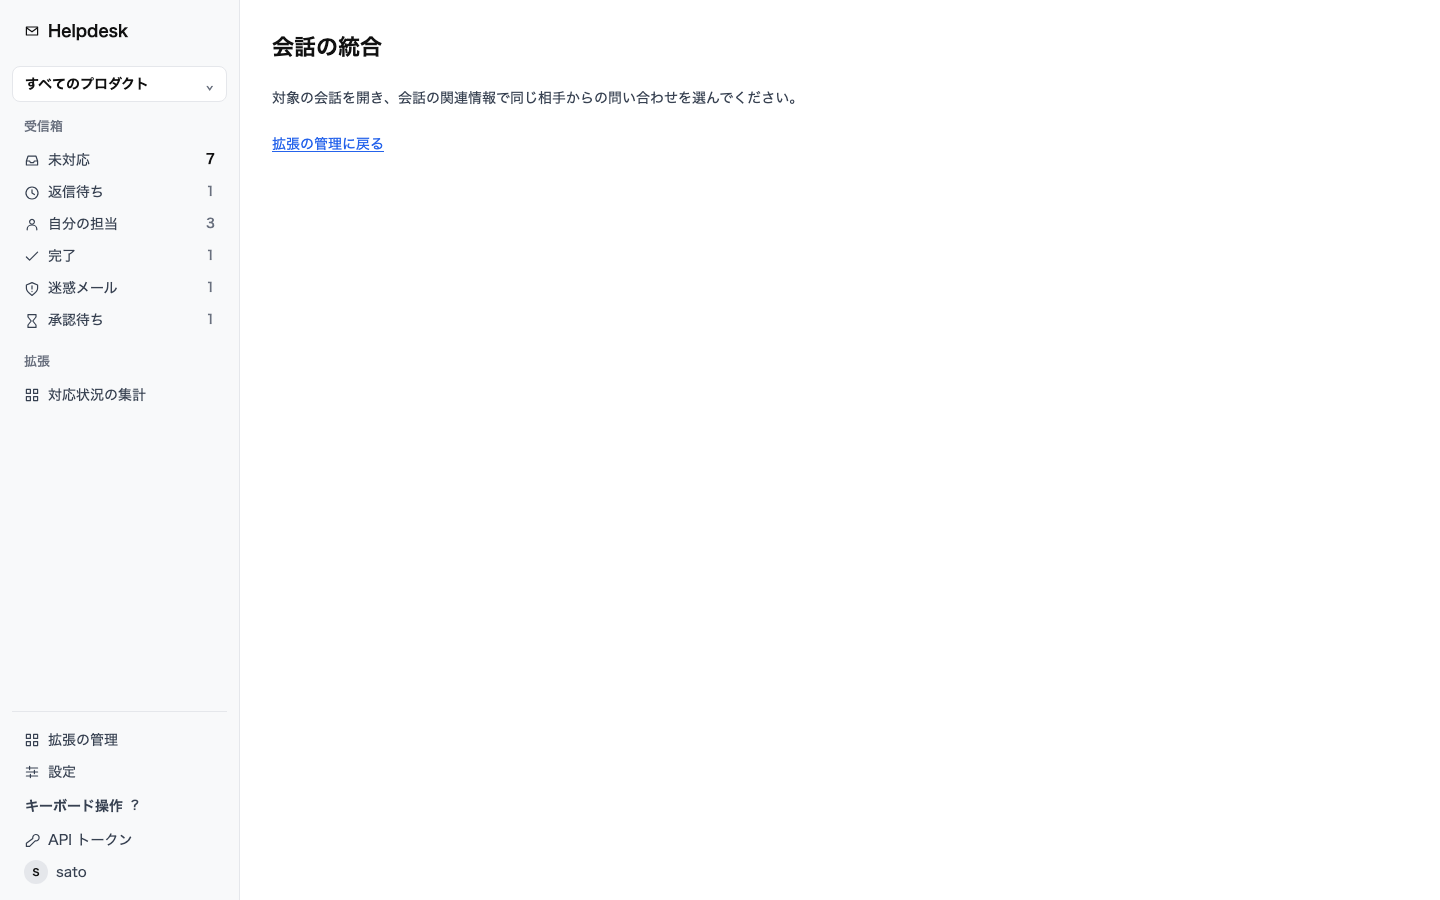 Helpdesk
すべてのプロダクト
受信箱
未対応 7
返信待ち 1
自分の担当 3
完了 1
迷惑メール 1
承認待ち 1
拡張
対応状況の集計
拡張の管理
設定
キーボード操作 ?
API トークン
S sato
会話の統合
対象の会話を開き、会話の関連情報で同じ相手からの問い合わせを選んでください。
拡張の管理に戻る